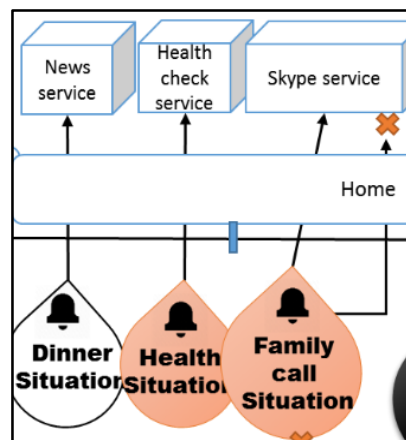 News
service
Health
check
service
Skype service
Home
Dinner
Situation
Health
Situation
Family
call
Situation